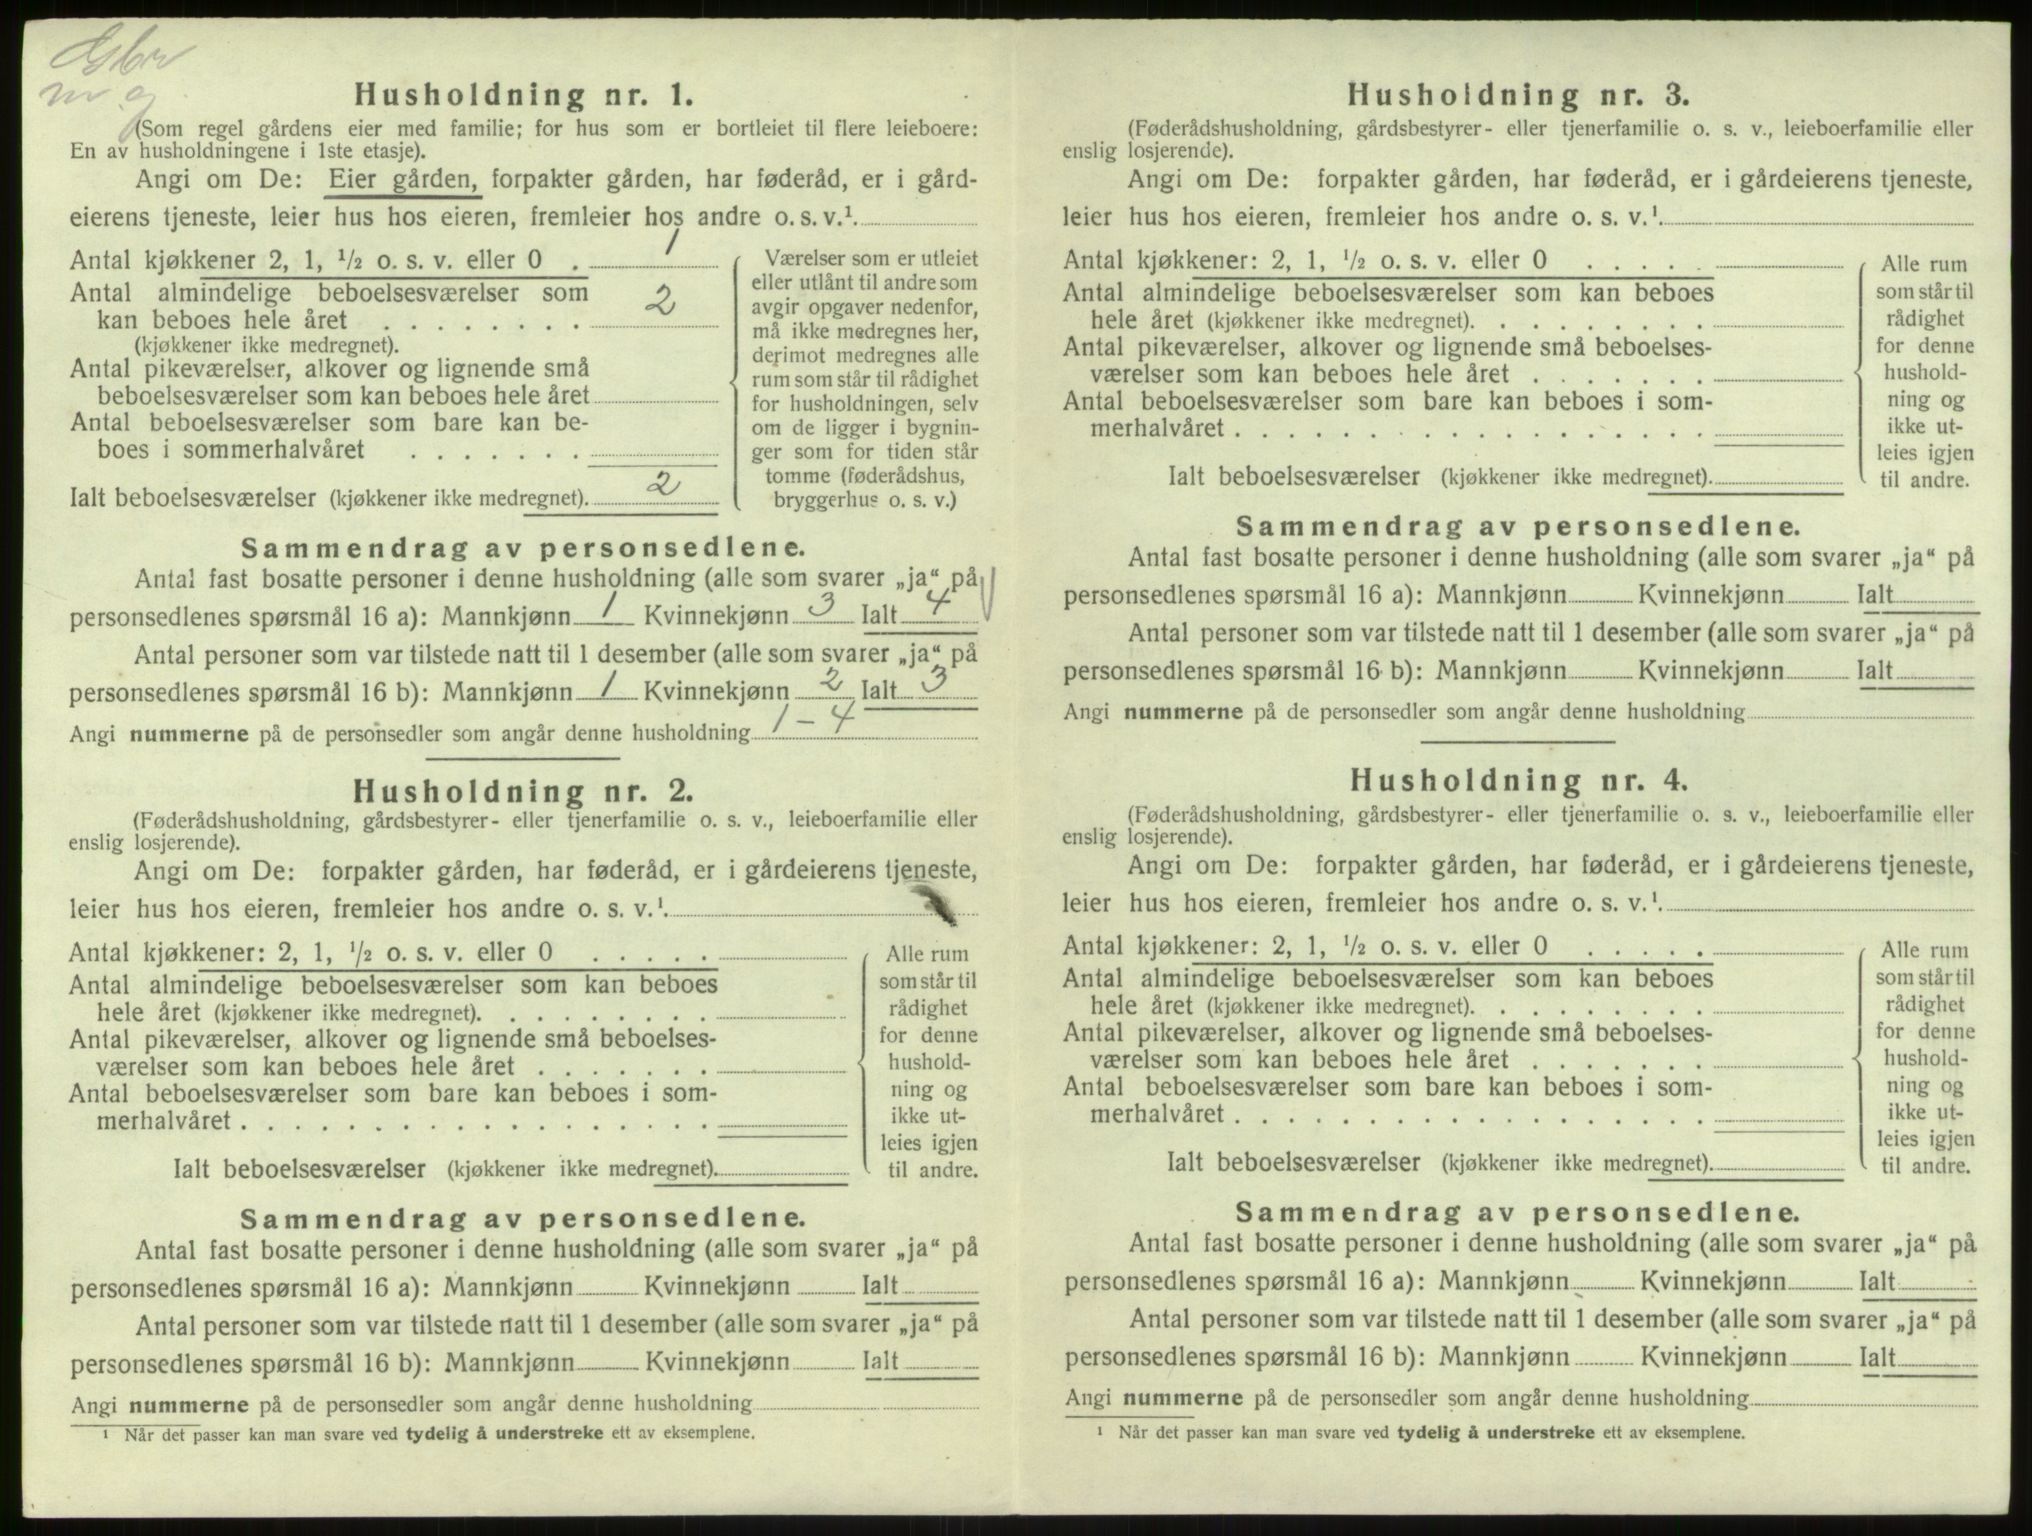 Gbr
m g
Husholdning nr. 1.
(Som regel gårdens eier med familie; for hus som er bortleiet til flere leieboere:
En av husholdningene i 1ste etasje).
Angi om De: Eier gården, forpakter gården, har føderåd, er i gård-
eierens tjeneste, leier hus hos eieren, fremleier hos andre o. s. v.¹.
Antal kjøkkener 2, 1, ½ o. s. v. eller 0 . 1
Antal almindelige beboelsesværelser som
kan beboes hele året . . . . . . . . 2
(kjøkkener ikke medregnet).
Antal pikeværelser, alkover og lignende små
beboelsesværelser som kan beboes hele året
Antal beboelsesværelser som bare kan be-
boes i sommerhalvåret . . . . . . .
Ialt beboelsesværelser (kjøkkener ikke medregnet). 2
Værelser som er utleiet
eller utlånt til andre som
avgir opgaver nedenfor,
må ikke medregnes her,
derimot medregnes alle
rum som står til rådighet
for husholdningen, selv
om de ligger i bygnin-
ger som for tiden står
tomme (føderådshus,
bryggerhus o. s. v.)
Sammendrag av personsedlene.
Antal fast bosatte personer i denne husholdning (alle som svarer „ja“ på
personsedlenes spørsmål 16 a): Mannkjønn 1 Kvinnekjønn 3 Ialt 4
Antal personer som var tilstede natt til 1 desember (alle som svarer „ja“ på
personsedlenes spørsmål 16 b): Mannkjønn 1 Kvinnekjønn 2 Ialt 3
Angi nummerne på de personsedler som angår denne husholdning 1 - 4
Husholdning nr. 2.
(Føderådshusholdning, gårdsbestyrer- eller tjenerfamilie o. s. v., leieboerfamilie eller
enslig losjerende).
Angi om De: forpakter gården, har føderåd, er i gårdeierens tjeneste,
leier hus hos eieren, fremleier hos andre o. s. v.¹.
Antal kjøkkener: 2, 1, ½ o. s. v. eller 0 . . . . .
Antal almindelige beboelsesværelser som kan beboes
hele året (kjøkkener ikke medregnet). . . . . . . . .
Antal pikeværelser, alkover og lignende små beboelses-
værelser som kan beboes hele året . . . . . . .
Antal beboelsesværelser som bare kan beboes i som-
merhalvåret . . . . . . . . . . . . . . . . . .
Ialt beboelsesværelser (kjøkkener ikke medregnet).
Alle rum
som står til
rådighet
for denne
hushold-
ning og
ikke ut-
leies igjen
til andre.
Sammendrag av personsedlene.
Antal fast bosatte personer i denne husholdning (alle som svarer „ja“ på
personsedlenes spørsmål 16 a): Mannkjønn Kvinnekjønn Ialt
Antal personer som var tilstede natt til 1 desember (alle som svarer „ja“ på
personsedlenes spørsmål 16 b): Mannkjønn Kvinnekjønn Ialt
Angi nummerne på de personsedler som angår denne husholdning
¹ Når det passer kan man svare ved tydelig å understreke ett av eksemplene.
Husholdning nr. 3.
(Føderådshusholdning, gårdsbestyrer- eller tjenerfamilie o. s. v., leieboerfamilie eller
enslig losjerende).
Angi om De: forpakter gården, har føderåd, er i gårdeierens tjeneste,
leier hus hos eieren, fremleier hos andre o. s. v.¹.
Antal kjøkkener: 2, 1, ½ o. s. v. eller 0 . . . . .
Antal almindelige beboelsesværelser som kan beboes
hele året (kjøkkener ikke medregnet). . . . . . . . .
Antal pikeværelser, alkover og lignende små beboelses-
værelser som kan beboes hele året . . . . . . .
Antal beboelsesværelser som bare kan beboes i som-
merhalvåret . . . . . . . . . . . . . . . . . .
Ialt beboelsesværelser (kjøkkener ikke medregnet).
Alle rum
som står til
rådighet
for denne
hushold-
ning og
ikke ut-
leies igjen
til andre.
Sammendrag av personsedlene.
Antal fast bosatte personer i denne husholdning (alle som svarer „ja“ på
personsedlenes spørsmål 16 a): Mannkjønn Kvinnekjønn Ialt
Antal personer som var tilstede natt til 1 desember (alle som svarer „ja“ på
personsedlenes spørsmål 16 b): Mannkjønn Kvinnekjønn Ialt
Angi nummerne på de personsedler som angår denne husholdning
Husholdning nr. 4.
(Føderådshusholdning, gårdsbestyrer- eller tjenerfamilie o. s. v., leieboerfamilie eller
enslig losjerende).
Angi om De: forpakter gården, har føderåd, er i gårdeierens tjeneste,
leier hus hos eieren, fremleier hos andre o. s. v.¹.
Antal kjøkkener: 2, 1, ½ o. s. v. eller 0 . . . . .
Antal almindelige beboelsesværelser som kan beboes
hele året (kjøkkener ikke medregnet). . . . . . . . .
Antal pikeværelser, alkover og lignende små beboelses-
værelser som kan beboes hele året . . . . . . .
Antal beboelsesværelser som bare kan beboes i som-
merhalvåret . . . . . . . . . . . . . . . . . .
Ialt beboelsesværelser (kjøkkener ikke medregnet).
Alle rum
som står til
rådighet
for denne
hushold-
ning og
ikke ut-
leies igjen
til andre.
Sammendrag av personsedlene.
Antal fast bosatte personer i denne husholdning (alle som svarer „ja“ på
personsedlenes spørsmål 16 a): Mannkjønn Kvinnekjønn Ialt
Antal personer som var tilstede natt til 1 desember (alle som svarer „ja“ på
personsedlenes spørsmål 16 b): Mannkjønn Kvinnekjønn Ialt
Angi nummerne på de personsedler som angår denne husholdning
¹ Når det passer kan man svare ved tydelig å understreke ett av eksemplene.